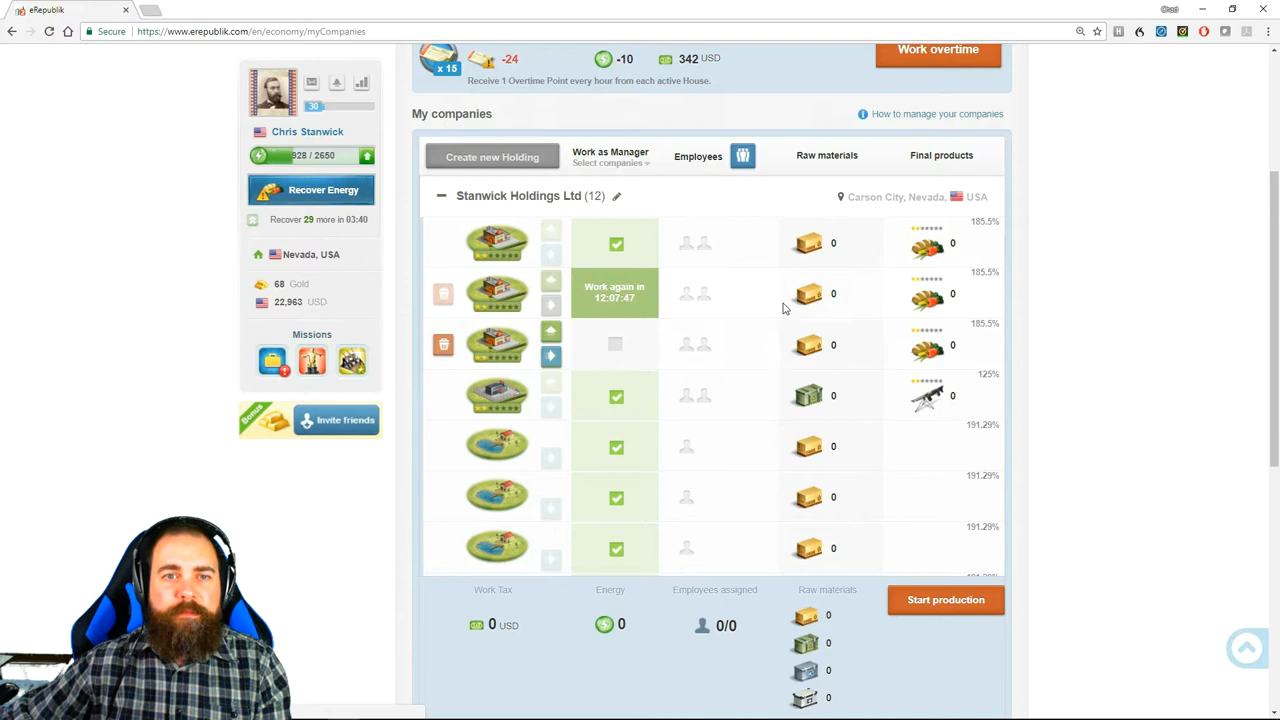 eRepublik
Chad
Secure
https://www.erepublik.com/en/economy/myCompanies
x 15
-24
-10
342 USD
Work overtime
Receive 1 Overtime Point every hour from each active House.
30
Chris Stanwick
928 / 2650
Recover Energy
Recover 29 more in 03:40
Nevada, USA
68 Gold
22,963 USD
Missions
Bonus
Invite friends
My companies
How to manage your companies
Create new Holding
Work as Manager
Select companies
Employees
Raw materials
Final products
Stanwick Holdings Ltd (12)
Carson City, Nevada, USA
185.5%
0
0
185.5%
Work again in
12:07:47
0
0
185.5%
0
0
125%
0
0
191.29%
0
191.29%
0
191.29%
0
Work Tax
Energy
Employees assigned
Raw materials
Start production
0 USD
0
0/0
0
0
0
0